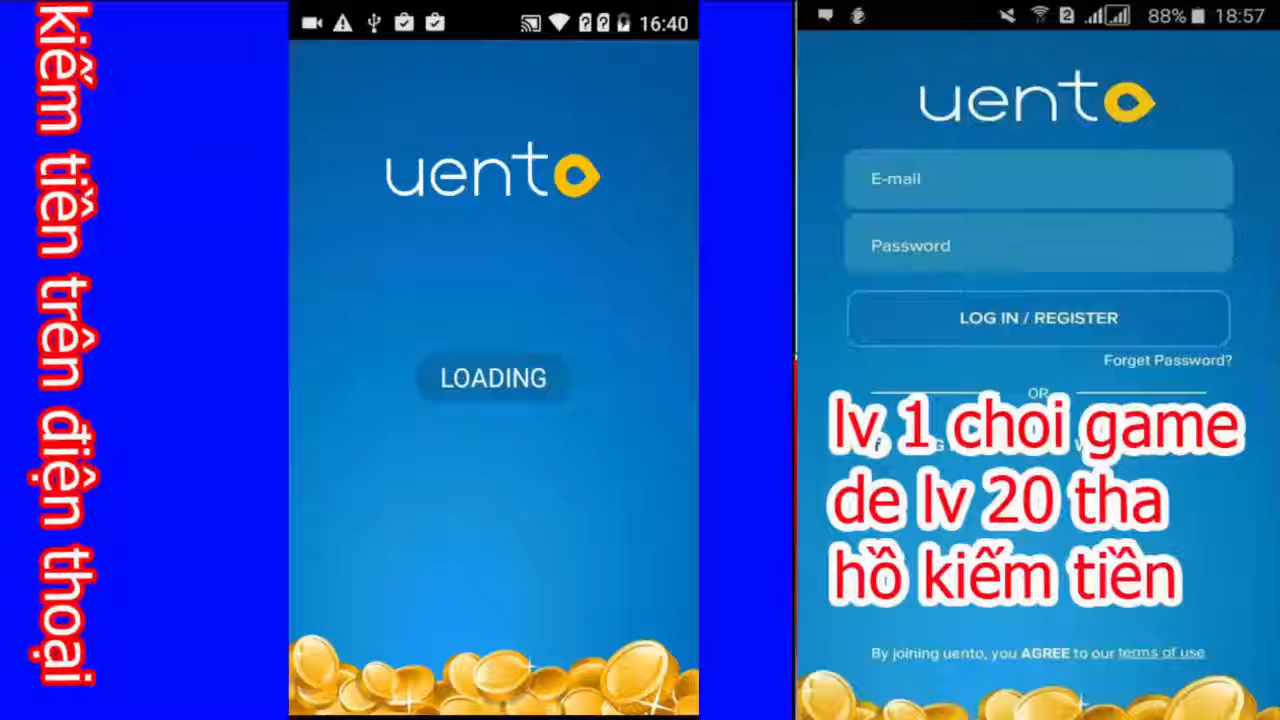 kiếm tiền trên điện thoại
16:40
uento
LOADING
88% 18:57
uento
E-mail
Password
LOG IN / REGISTER
Forget Password?
OR
lv 1 choi game
de lv 20 tha
hồ kiếm tiền
By joining uento, you AGREE to our terms of use